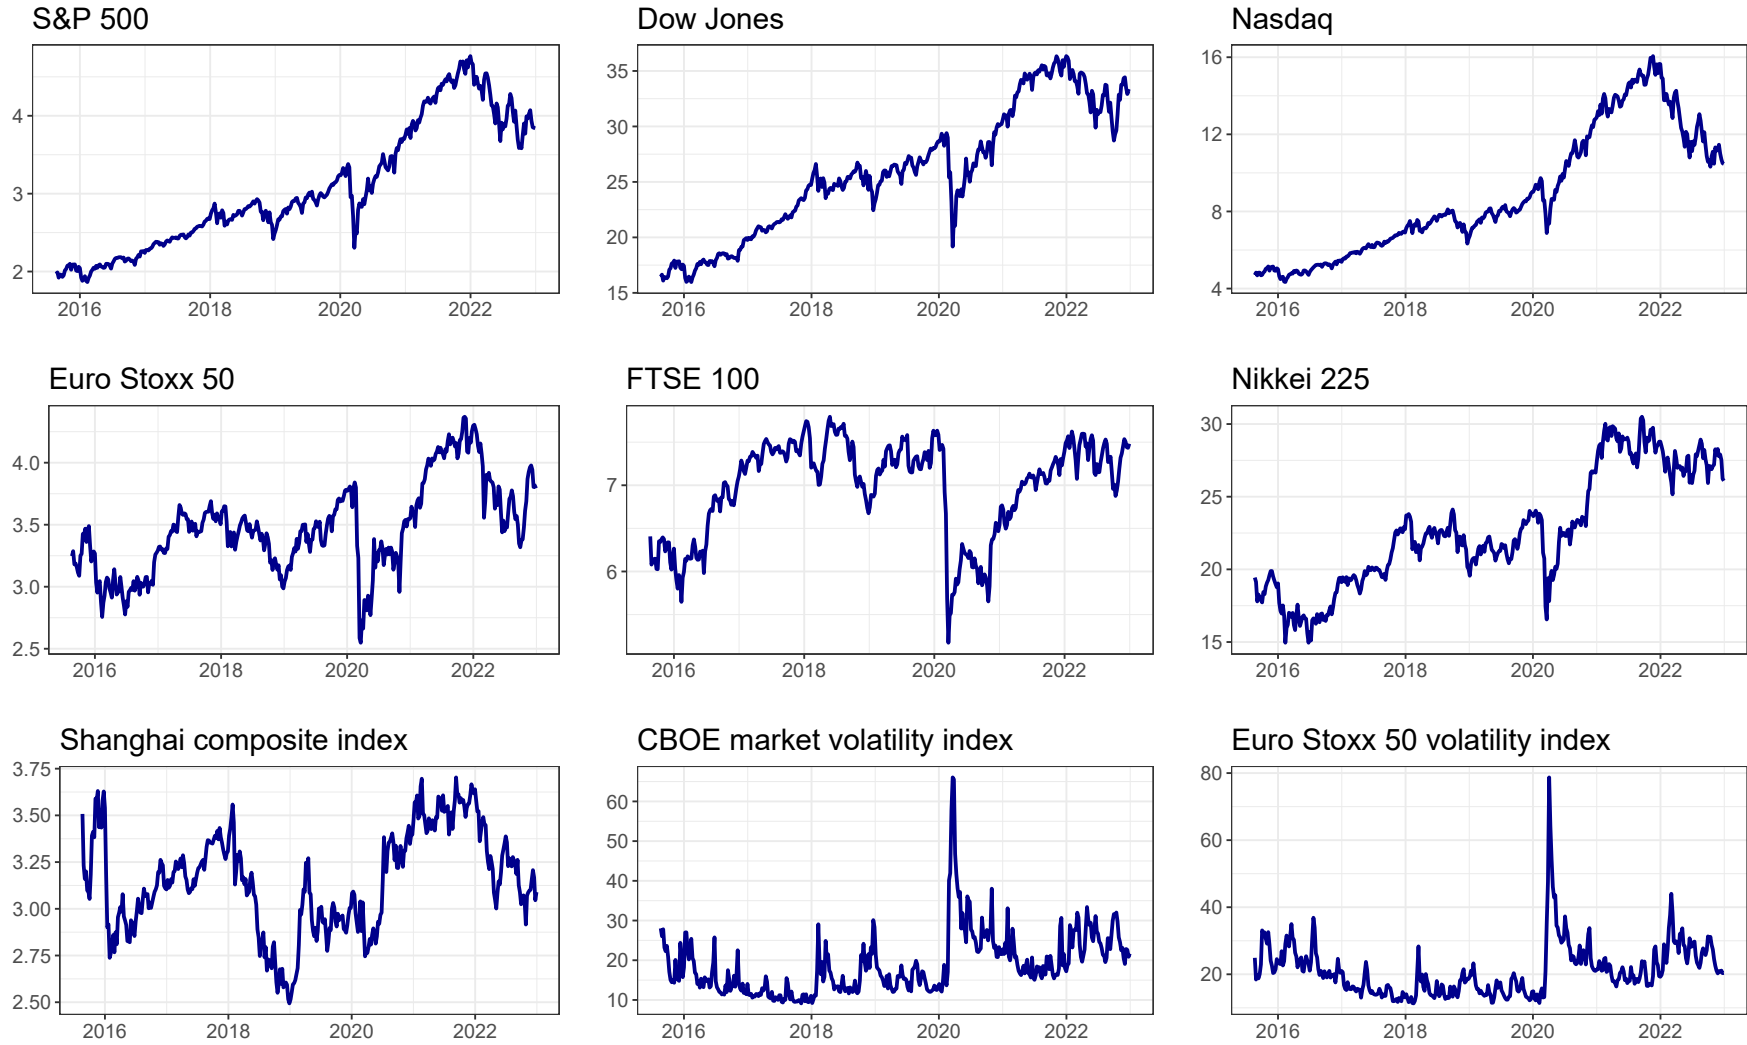 S&P 500
4
3
2
2016 2018 2020 2022
Dow Jones
35
30
25
20
15
2016 2018 2020 2022
Nasdaq
16
12
8
4
2016 2018 2020 2022
Euro Stoxx 50
4.0
3.5
3.0
2.5
2016 2018 2020 2022
FTSE 100
7
6
2016 2018 2020 2022
Nikkei 225
30
25
20
15
2016 2018 2020 2022
Shanghai composite index
3.75
3.50
3.25
3.00
2.75
2.50
2016 2018 2020 2022
CBOE market volatility index
60
50
40
30
20
10
2016 2018 2020 2022
Euro Stoxx 50 volatility index
80
60
40
20
2016 2018 2020 2022